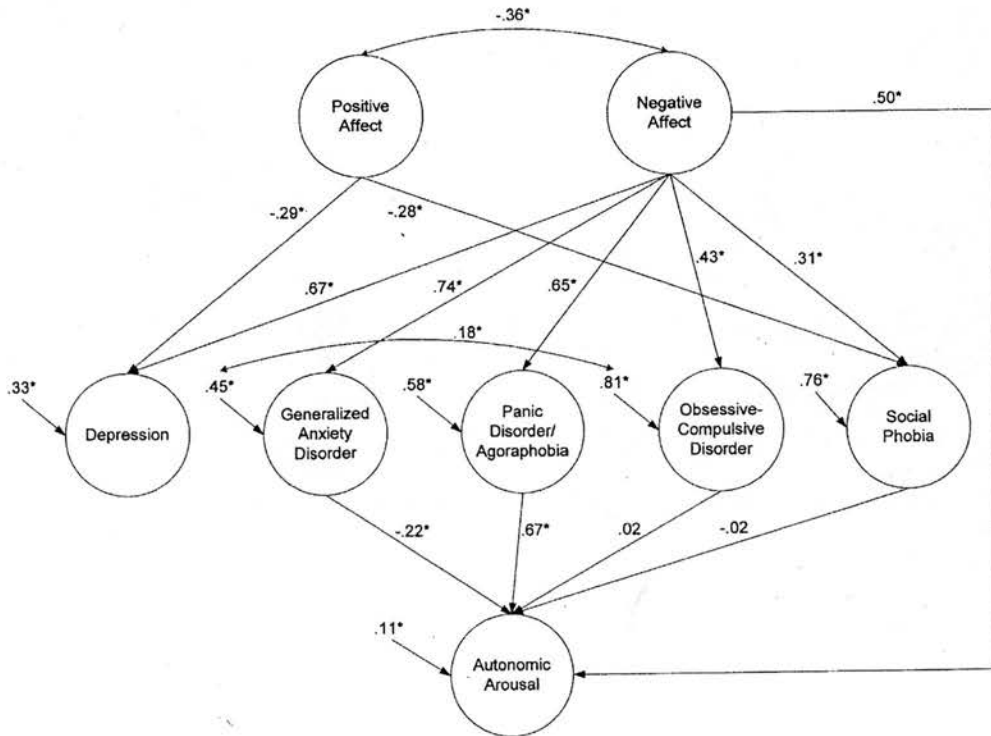 -.36*
Positive
Affect
Negative
Affect
.50*
-.29*
-.28*
.67*
.74*
.65*
.43*
.31*
.18*
.33*
.45*
.58*
.81*
.76*
Depression
Generalized
Anxiety
Disorder
Panic
Disorder/
Agoraphobia
Obsessive-
Compulsive
Disorder
Social
Phobia
-.22*
.67*
.02
-.02
.11*
Autonomic
Arousal